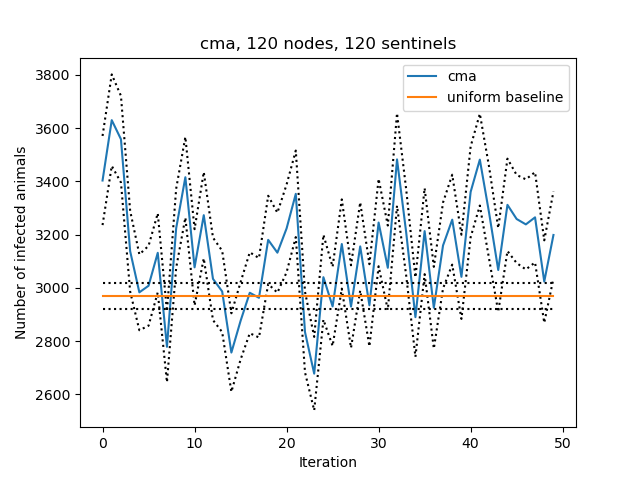 cma, 120 nodes, 120 sentinels
cma
uniform baseline
Number of infected animals
3800
3600
3400
3200
3000
2800
2600
0 10 20 30 40 50
Iteration